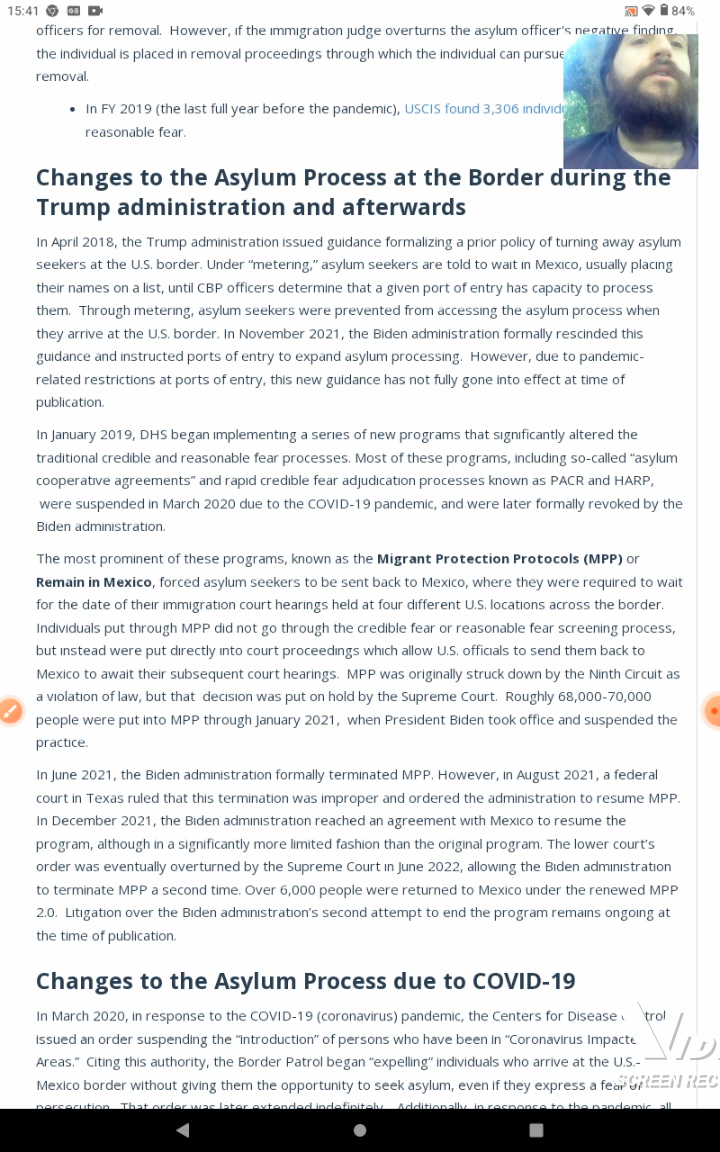 15:41
84%
officers for removal. However, if the immigration judge overturns the asylum officer's negative finding,
the individual is placed in removal proceedings through which the individual can pursue
removal.
• In FY 2019 (the last full year before the pandemic), USCIS found 3,306
reasonable fear.
Changes to the Asylum Process at the Border during the
Trump administration and afterwards
In April 2018, the Trump administration issued guidance formalizing a prior policy of turning away asylum
seekers at the U.S. border. Under “metering,” asylum seekers are told to wait in Mexico, usually placing
their names on a list, until CBP officers determine that a given port of entry has capacity to process
them. Through metering, asylum seekers were prevented from accessing the asylum process when
they arrive at the U.S. border. In November 2021, the Biden administration formally rescinded this
guidance and instructed ports of entry to expand asylum processing. However, due to pandemic-
related restrictions at ports of entry, this new guidance has not fully gone into effect at time of
publication.
In January 2019, DHS began implementing a series of new programs that significantly altered the
traditional credible and reasonable fear processes. Most of these programs, including so-called “asylum
cooperative agreements” and rapid credible fear adjudication processes known as PACR and HARP,
were suspended in March 2020 due to the COVID-19 pandemic, and were later formally revoked by the
Biden administration.
The most prominent of these programs, known as the Migrant Protection Protocols (MPP) or
Remain in Mexico, forced asylum seekers to be sent back to Mexico, where they were required to wait
for the date of their immigration court hearings held at four different U.S. locations across the border.
Individuals put through MPP did not go through the credible fear or reasonable fear screening process,
but instead were put directly into court proceedings which allow U.S. officials to send them back to
Mexico to await their subsequent court hearings. MPP was originally struck down by the Ninth Circuit as
a violation of law, but that decision was put on hold by the Supreme Court. Roughly 68,000-70,000
people were put into MPP through January 2021, when President Biden took office and suspended the
practice.
In June 2021, the Biden administration formally terminated MPP. However, in August 2021, a federal
court in Texas ruled that this termination was improper and ordered the administration to resume MPP.
In December 2021, the Biden administration reached an agreement with Mexico to resume the
program, although in a significantly more limited fashion than the original program. The lower court’s
order was eventually overturned by the Supreme Court in June 2022, allowing the Biden administration
to terminate MPP a second time. Over 6,000 people were returned to Mexico under the renewed MPP
2.0. Litigation over the Biden administration’s second attempt to end the program remains ongoing at
the time of publication.
Changes to the Asylum Process due to COVID-19
In March 2020, in response to the COVID-19 (coronavirus) pandemic, the Centers for Disease
issued an order suspending the “introduction” of persons who have been in “Coronavirus
Areas.” Citing this authority, the Border Patrol began “expelling” individuals who arrive at the U.S.-
Mexico border without giving them the opportunity to seek asylum, even if they express a fear of
persecution. That order was later extended indefinitely. Additionally, in response to the pandemic, all
SCREEN REC